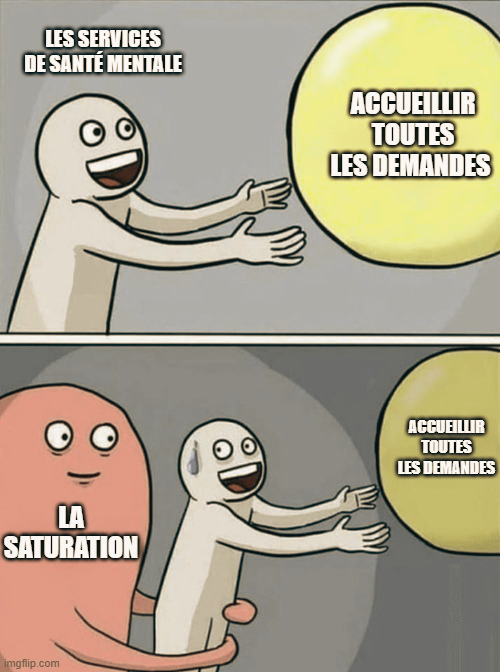 LES SERVICES
DE SANTÉ MENTALE
ACCUEILLIR
TOUTES
LES DEMANDES
ACCUEILLIR
TOUTES
LES DEMANDES
LA
SATURATION
imgflip.com